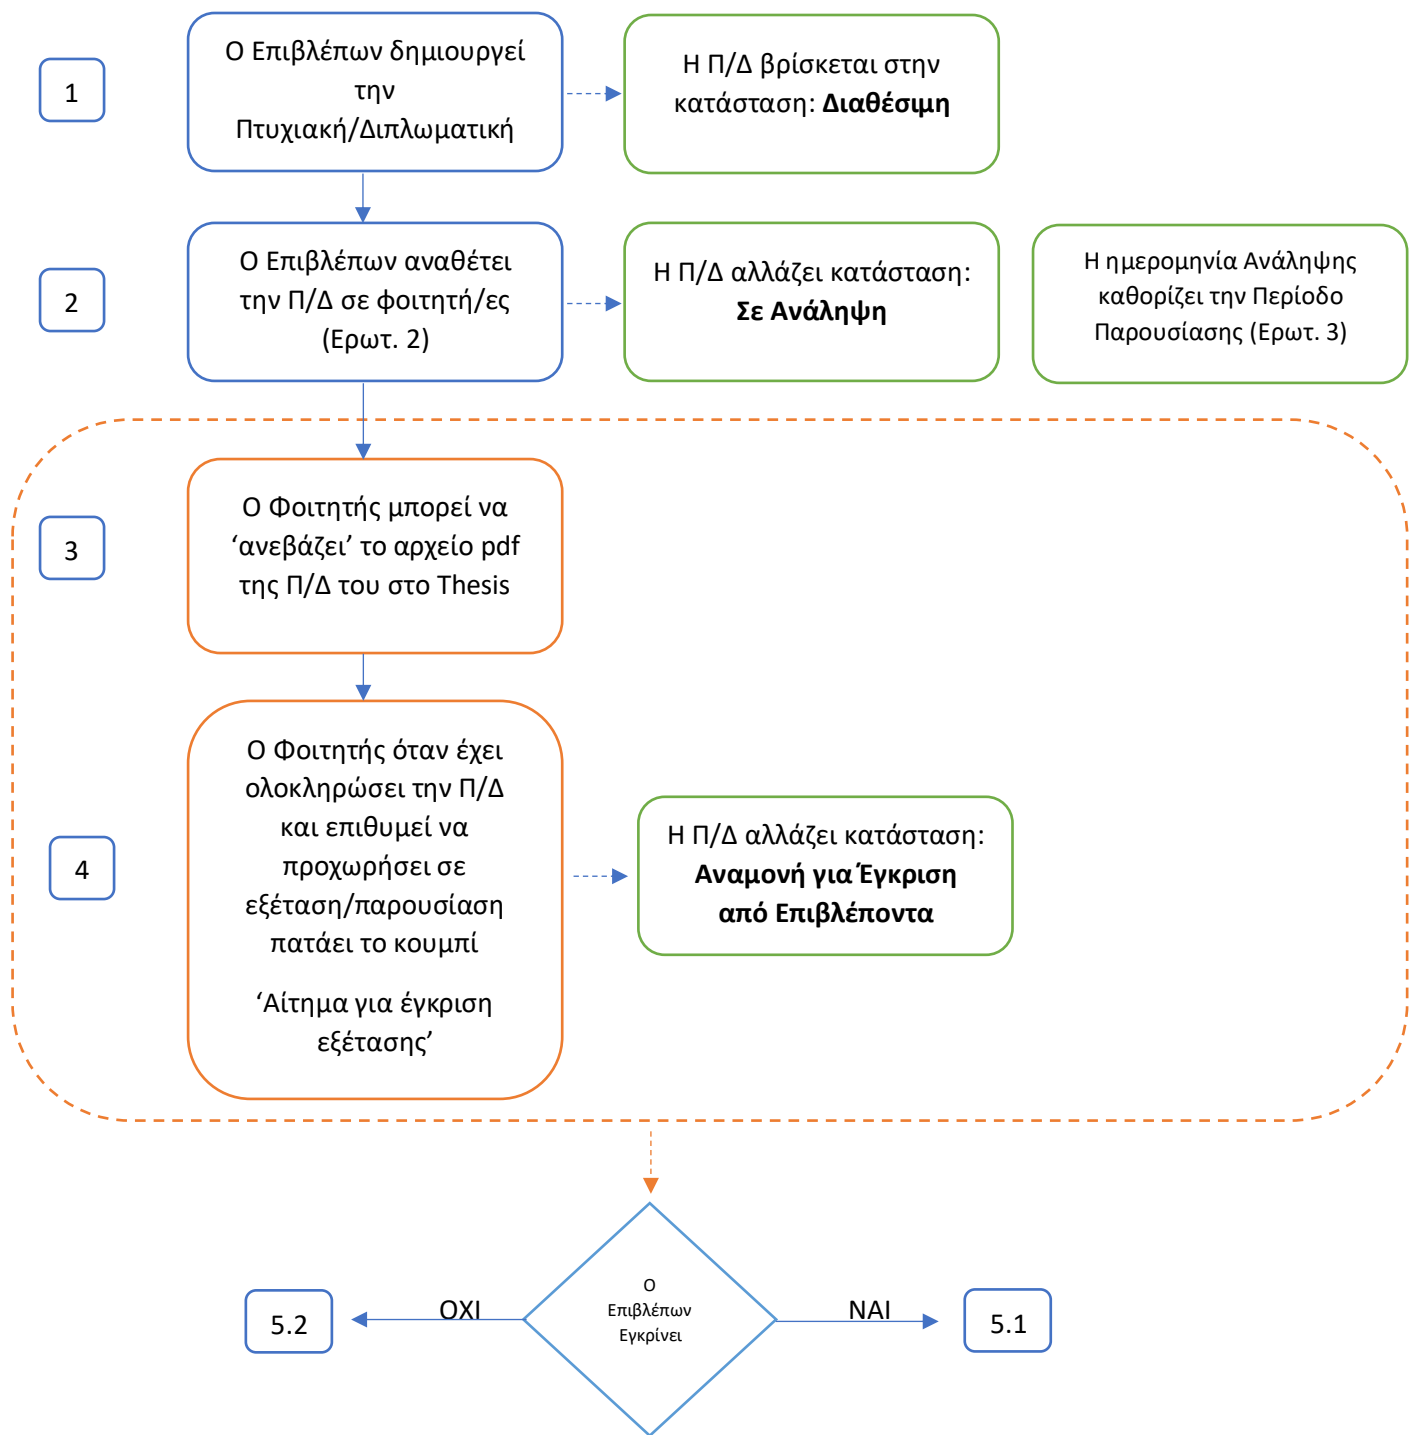 1
Ο Επιβλέπων δημιουργεί
την
Πτυχιακή/Διπλωματική
Η Π/Δ βρίσκεται στην
κατάσταση: Διαθέσιμη
2
Ο Επιβλέπων αναθέτει
την Π/Δ σε φοιτητή/ες
(Ερωτ. 2)
Η Π/Δ αλλάζει κατάσταση:
Σε Ανάληψη
Η ημερομηνία Ανάληψης
καθορίζει την Περίοδο
Παρουσίασης (Ερωτ. 3)
3
Ο Φοιτητής μπορεί να
‘ανεβάζει’ το αρχείο pdf
της Π/Δ του στο Thesis
4
Ο Φοιτητής όταν έχει
ολοκληρώσει την Π/Δ
και επιθυμεί να
προχωρήσει σε
εξέταση/παρουσίαση
πατάει το κουμπί
‘Αίτημα για έγκριση
εξέτασης’
Η Π/Δ αλλάζει κατάσταση:
Αναμονή για Έγκριση
από Επιβλέποντα
Ο
Επιβλέπων
Εγκρίνει
5.2
ΟΧΙ
ΝΑΙ
5.1